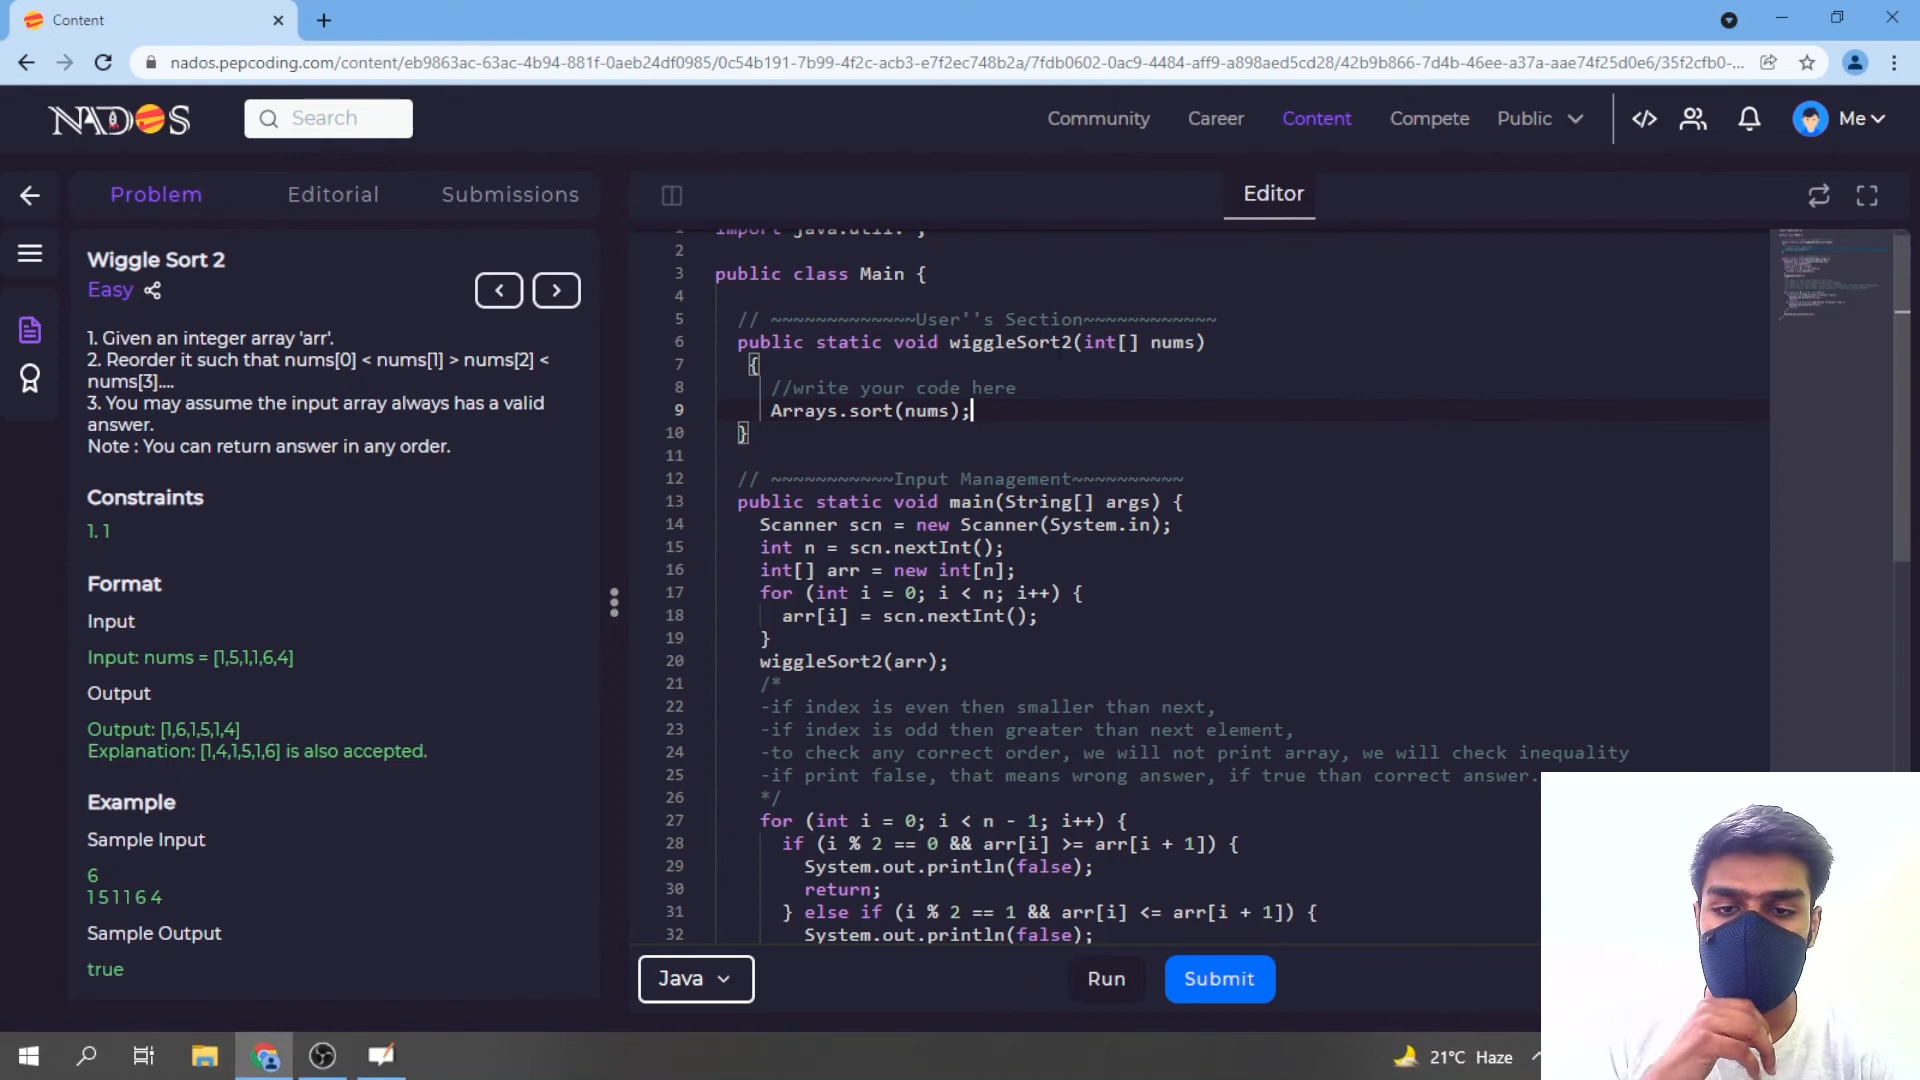 Content
nados.pepcoding.com/content/eb9863ac-63ac-4b94-881f-0aeb24df0985/0c54b191-7b99-4f2c-acb3-e7f2ec748b2a/7fdb0602-0ac9-4484-aff9-a898aed5cd28/42b9b866-7d4b-46ee-a37a-aae74f25d0e6/35f2cfb0-...
NADOS
Search
Community
Career
Content
Compete
Public
Me
Problem
Editorial
Submissions
Editor
Wiggle Sort 2
Easy
1. Given an integer array 'arr'.
2. Reorder it such that nums[0] < nums[1] > nums[2] <
nums[3]....
3. You may assume the input array always has a valid
answer.
Note : You can return answer in any order.
Constraints
1. 1
Format
Input
Input: nums = [1,5,1,1,6,4]
Output
Output: [1,6,1,5,1,4]
Explanation: [1,4,1,5,1,6] is also accepted.
Example
Sample Input
6
1 5 1 1 6 4
Sample Output
true
1 import java.util. ;
2
3 public class Main {
4
5 // ~~~~~~~~~~~~~User''s Section~~~~~~~~~~~~
6 public static void wiggleSort2(int[] nums)
7 {
8 //write your code here
9 Arrays.sort(nums);
10 }
11
12 // ~~~~~~~~~~~Input Management~~~~~~~~~~
13 public static void main(String[] args) {
14 Scanner scn = new Scanner(System.in);
15 int n = scn.nextInt();
16 int[] arr = new int[n];
17 for (int i = 0; i < n; i++) {
18 arr[i] = scn.nextInt();
19 }
20 wiggleSort2(arr);
21 /*
22 -if index is even then smaller than next,
23 -if index is odd then greater than next element,
24 -to check any correct order, we will not print array, we will check inequality
25 -if print false, that means wrong answer, if true than correct answer.
26 */
27 for (int i = 0; i < n - 1; i++) {
28 if (i % 2 == 0 && arr[i] >= arr[i + 1]) {
29 System.out.println(false);
30 return;
31 } else if (i % 2 == 1 && arr[i] <= arr[i + 1]) {
32 System.out.println(false);
Java
Run
Submit
21°C Haze